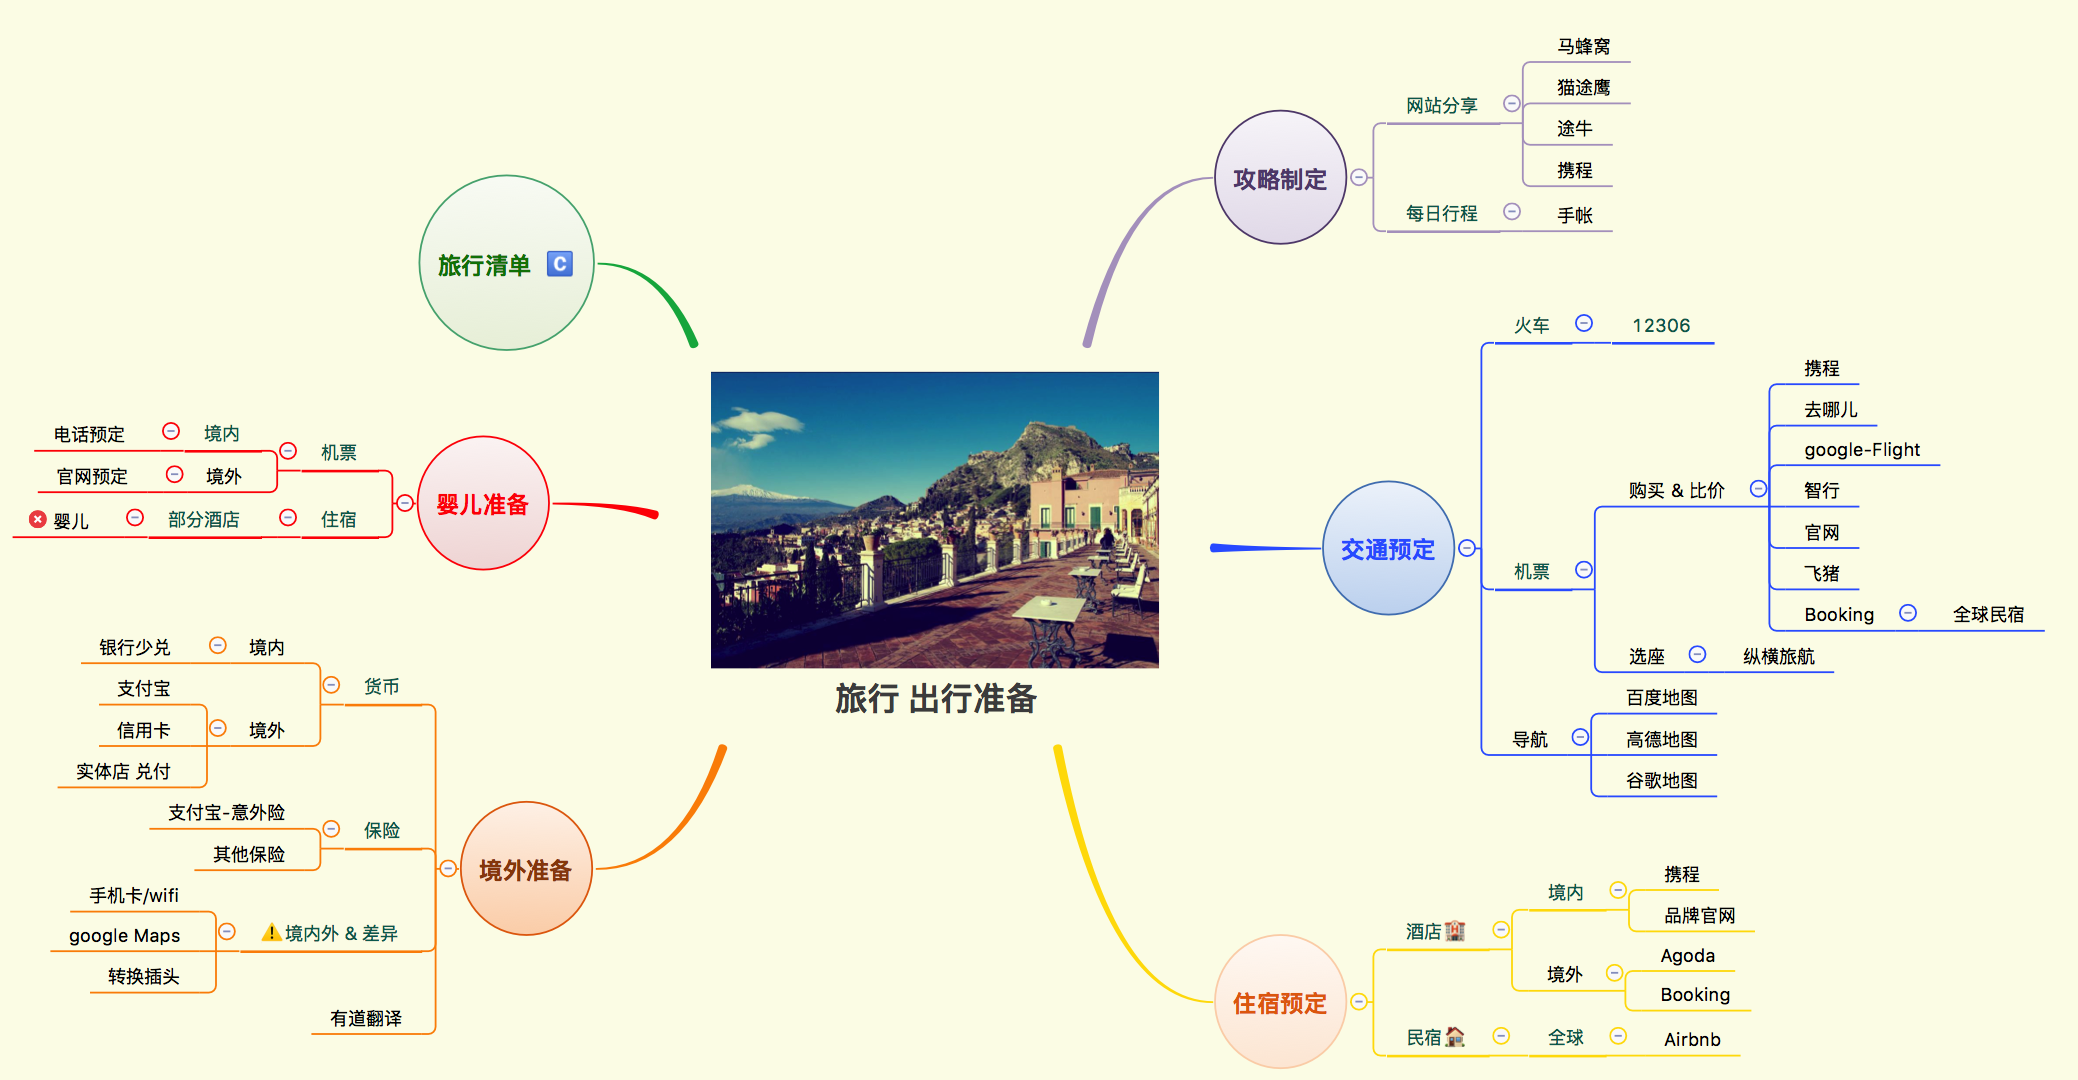 旅行 出行准备
攻略制定
网站分享
马蜂窝
猫途鹰
途牛
携程
每日行程
手帐
交通预定
火车
12306
机票
购买 & 比价
携程
去哪儿
google-Flight
智行
官网
飞猪
Booking
全球民宿
选座
纵横旅航
导航
百度地图
高德地图
谷歌地图
住宿预定
酒店
境内
携程
品牌官网
境外
Agoda
Booking
民宿
全球
Airbnb
旅行清单 C
婴儿准备
机票
境内
电话预定
境外
官网预定
住宿
部分酒店
婴儿
境外准备
货币
境内
银行少兑
境外
支付宝
信用卡
实体店 兑付
保险
支付宝-意外险
其他保险
境内外 & 差异
手机卡/wifi
google Maps
转换插头
有道翻译